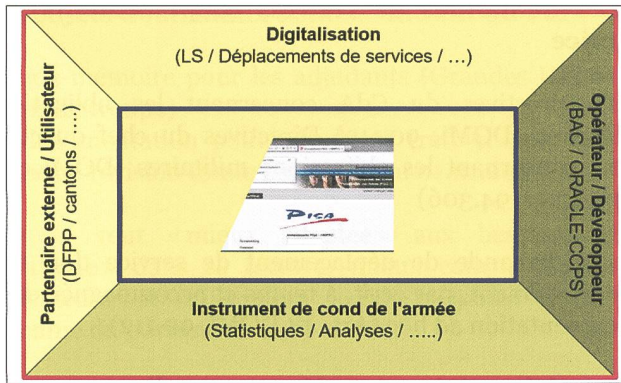 Digitalisation
(LS / Déplacements de services / …)
Partenaire externe / Utilisateur
(DFPP / cantons / ….)
Opérateur / Développeur
(BAC / ORACLE-CCPS)
PISA
Instrument de cond de l'armée
(Statistiques / Analyses / …..)